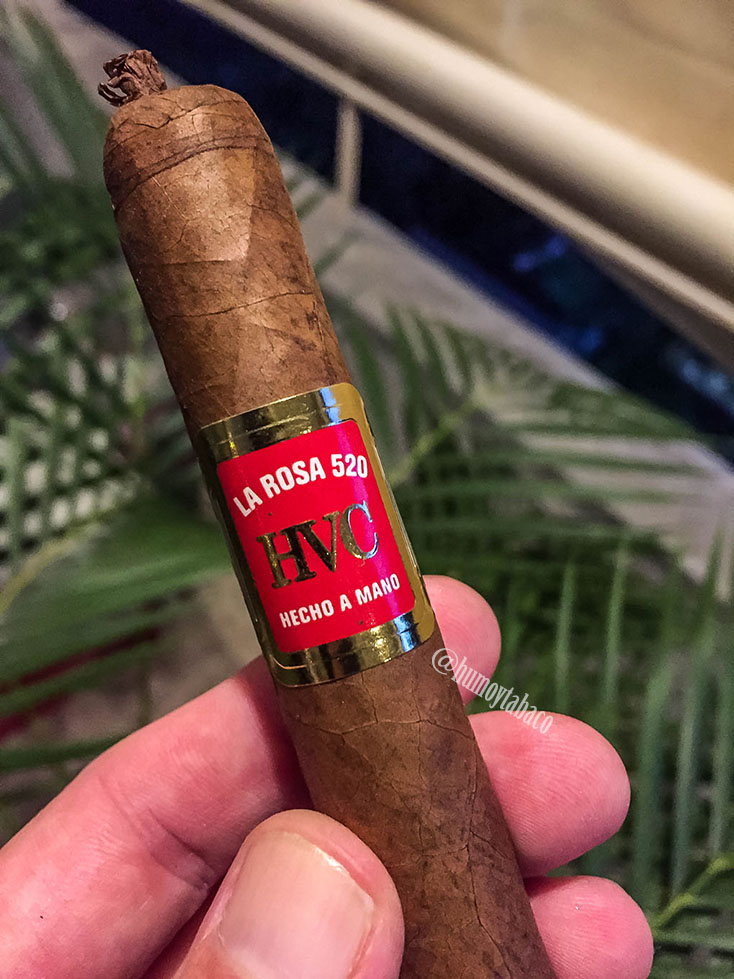 LA ROSA 520
HVC
HECHO A MANO
@humoytabaco